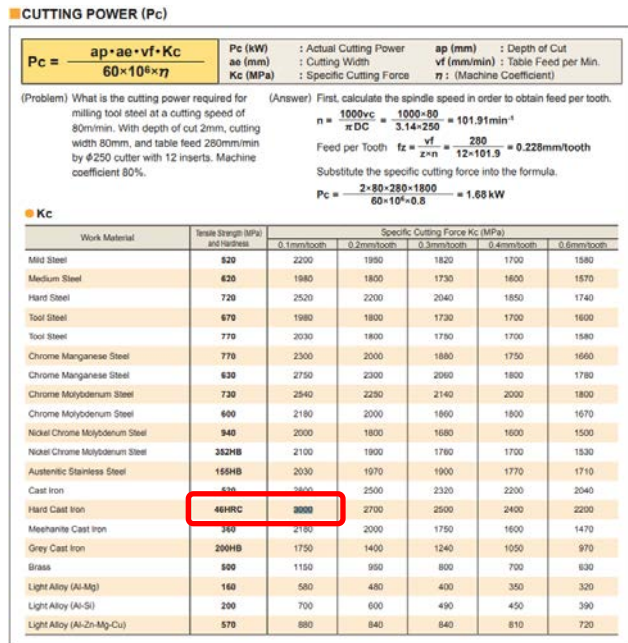 CUTTING POWER (Pc)
Pc = ap•ae•vf•Kc / 60×10⁶×η
Pc (kW) : Actual Cutting Power ap (mm) : Depth of Cut
ae (mm) : Cutting Width vf (mm/min) : Table Feed per Min.
Kc (MPa) : Specific Cutting Force η : (Machine Coefficient)
(Problem) What is the cutting power required for
milling tool steel at a cutting speed of
80m/min. With depth of cut 2mm, cutting
width 80mm, and table feed 280mm/min
by ø250 cutter with 12 inserts. Machine
coefficient 80%.
(Answer) First, calculate the spindle speed in order to obtain feed per tooth.
n = 1000vc / πDC = 1000×80 / 3.14×250 = 101.91min⁻¹
Feed per Tooth fz = vf / z×n = 280 / 12×101.9 = 0.228mm/tooth
Substitute the specific cutting force into the formula.
Pc = 2×80×280×1800 / 60×10⁶×0.8 = 1.68 kW
Kc
Work Material Tensile Strength (MPa) and Hardness Specific Cutting Force Kc (MPa)
0.1mm/tooth 0.2mm/tooth 0.3mm/tooth 0.4mm/tooth 0.6mm/tooth
Mild Steel 520 2200 1950 1820 1700 1580
Medium Steel 620 1980 1800 1730 1600 1570
Hard Steel 720 2520 2200 2040 1850 1740
Tool Steel 670 1980 1800 1730 1700 1600
Tool Steel 770 2030 1800 1750 1700 1580
Chrome Manganese Steel 770 2300 2000 1880 1750 1660
Chrome Manganese Steel 630 2750 2300 2060 1800 1780
Chrome Molybdenum Steel 730 2540 2250 2140 2000 1800
Chrome Molybdenum Steel 600 2180 2000 1860 1800 1670
Nickel Chrome Molybdenum Steel 940 2000 1800 1680 1600 1500
Nickel Chrome Molybdenum Steel 352HB 2100 1900 1760 1700 1530
Austenitic Stainless Steel 155HB 2030 1970 1900 1770 1710
Cast Iron 520 2800 2500 2320 2200 2040
Hard Cast Iron 46HRC 3000 2700 2500 2400 2200
Meehanite Cast Iron 360 2180 2000 1750 1600 1470
Grey Cast Iron 200HB 1750 1400 1240 1050 970
Brass 500 1150 950 800 700 630
Light Alloy (Al-Mg) 160 580 480 400 350 320
Light Alloy (Al-Si) 200 700 600 490 450 390
Light Alloy (Al-Zn-Mg-Cu) 570 880 840 840 810 720